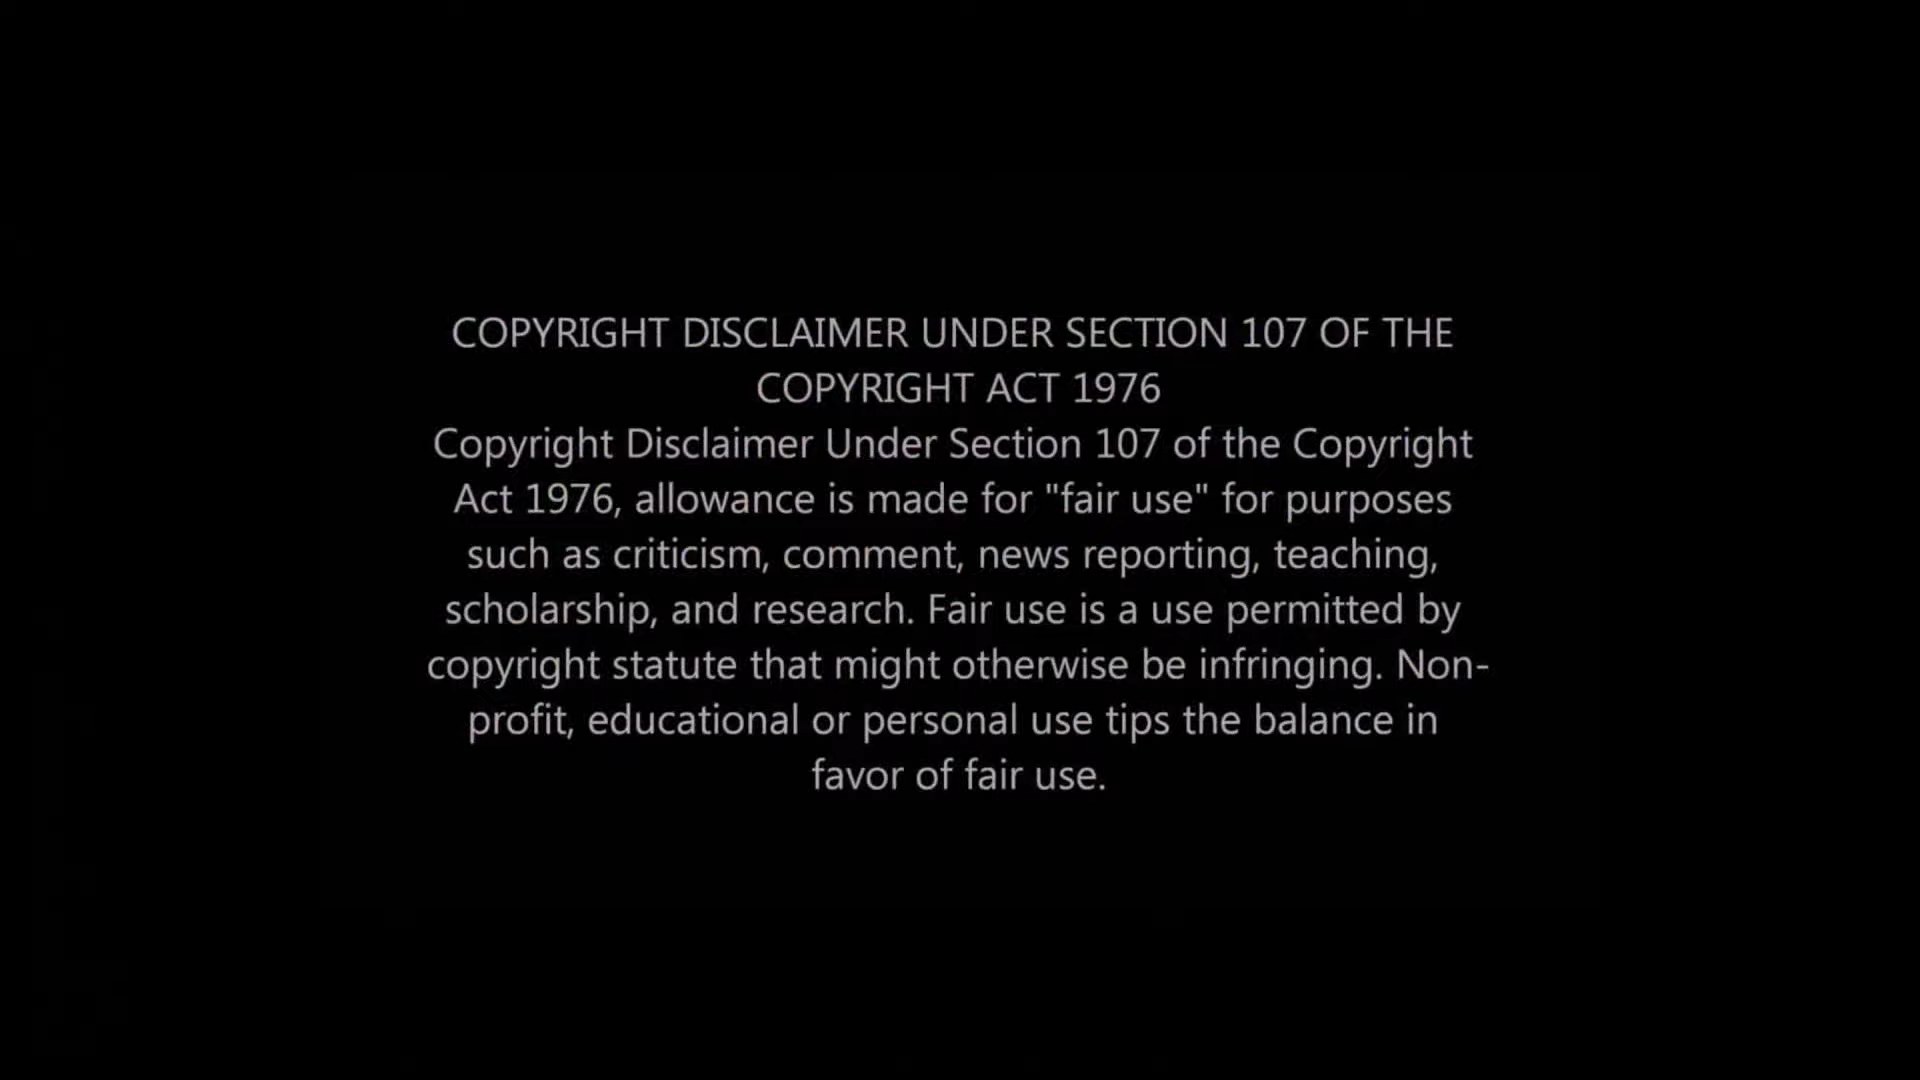 COPYRIGHT DISCLAIMER UNDER SECTION 107 OF THE
COPYRIGHT ACT 1976
Copyright Disclaimer Under Section 107 of the Copyright
Act 1976, allowance is made for "fair use" for purposes
such as criticism, comment, news reporting, teaching,
scholarship, and research. Fair use is a use permitted by
copyright statute that might otherwise be infringing. Non-
profit, educational or personal use tips the balance in
favor of fair use.